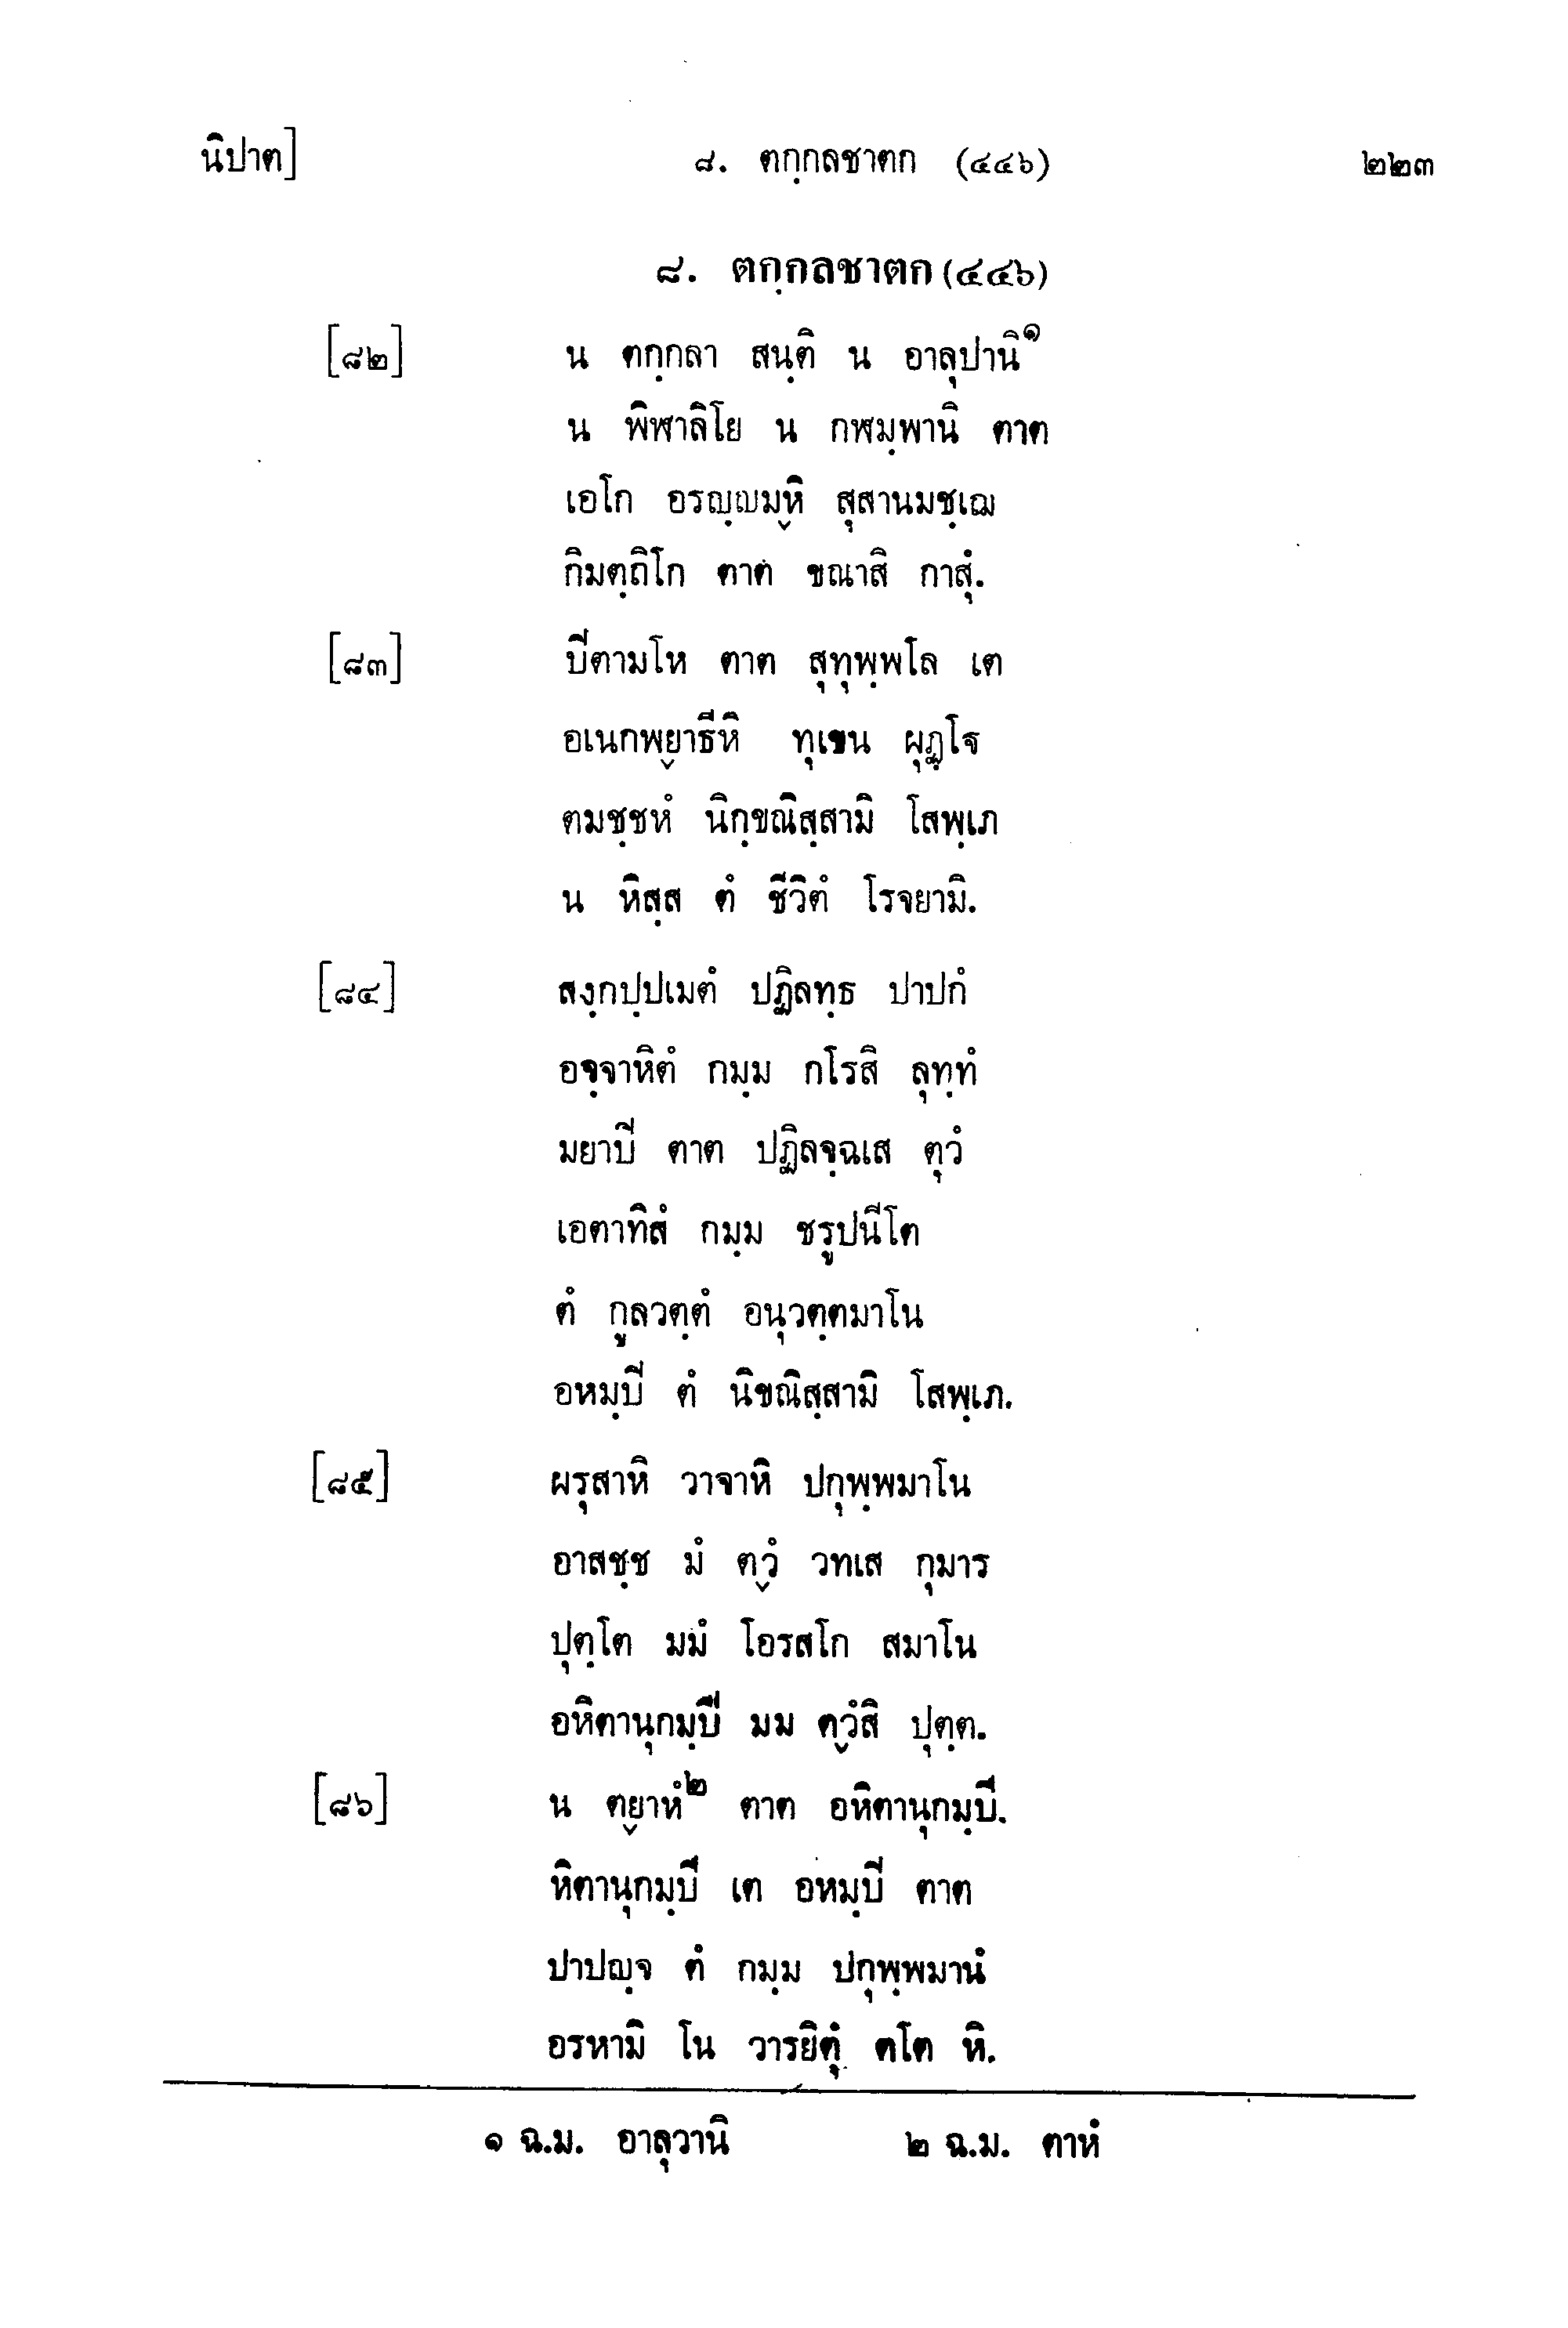 นิปาต]	๘. ตกฺกลชาตก (๔๔๖)	๒๒๓
๘. ตกฺกลชาตก (๔๔๖)
[๘๒] น ตกฺกลา สนฺติ น อาลุปานิ๑
น พิฬาลิโย น กฬมฺพานิ ตาต
เอโก อรญฺญมฺหิ สุสานมชฺเฌ
กิมตฺถิโก ตาต ขณาสิ กาสุํ.
[๘๓] ปิตามโห ตาต สุทุพฺพโล เต
อเนกพฺยาธีหิ ทุเขน ผุฏฺโจ
ตมชฺชหํ นิกฺขณิสฺสามิ โสพฺเภ
น หิสฺส ตํ ชีวิตํ โรจยามิ.
[๘๔] สงฺกปฺปเมตํ ปฏิลทฺธ ปาปกํ
อจฺจาหิตํ กมฺม กโรสิ ลุทฺทํ
มยาปิ ตาต ปฏิลจฺฉเส ตุวํ
เอตาทิสํ กมฺม ชรูปนีโต
ตํ กูลวตฺตํ อนุวตฺตมาโน
อหมฺปิ ตํ นิขณิสฺสามิ โสพฺเภ.
[๘๕] ผรุสาหิ วาจาหิ ปกุพฺพมาโน
อาสชฺช มํ ตฺวํ วทเส กุมาร
ปุตฺโต มมํ โอรสโก สมาโน
อหิตานุกมฺปี มม ตฺวํสิ ปุตฺต.
[๘๖] น ตฺยาหํ๒ ตาต อหิตานุกมฺปี.
หิตานุกมฺปี เต อหมฺปิ ตาต
ปาปญฺจ ตํ กมฺม ปกุพฺพมานํ
อรหามิ โน วารยิตุํ ตโต หิ.
๑ ฉ.ม. อาลุวานิ	๒ ฉ.ม. ตาหํ